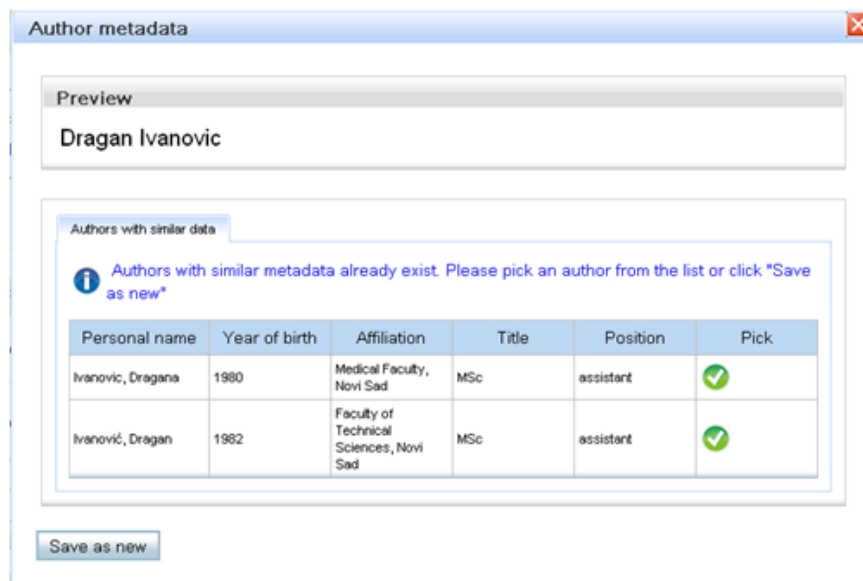 Author metadata
Preview
Dragan Ivanovic
Authors with similar data
Authors with similar metadata already exist. Please pick an author from the list or click "Save
as new"
Personal name Year of birth Affiliation Title Position Pick
Ivanovic, Dragana 1980 Medical Faculty, Novi Sad MSc assistant
Ivanović, Dragan 1982 Faculty of Technical Sciences, Novi Sad MSc assistant
Save as new